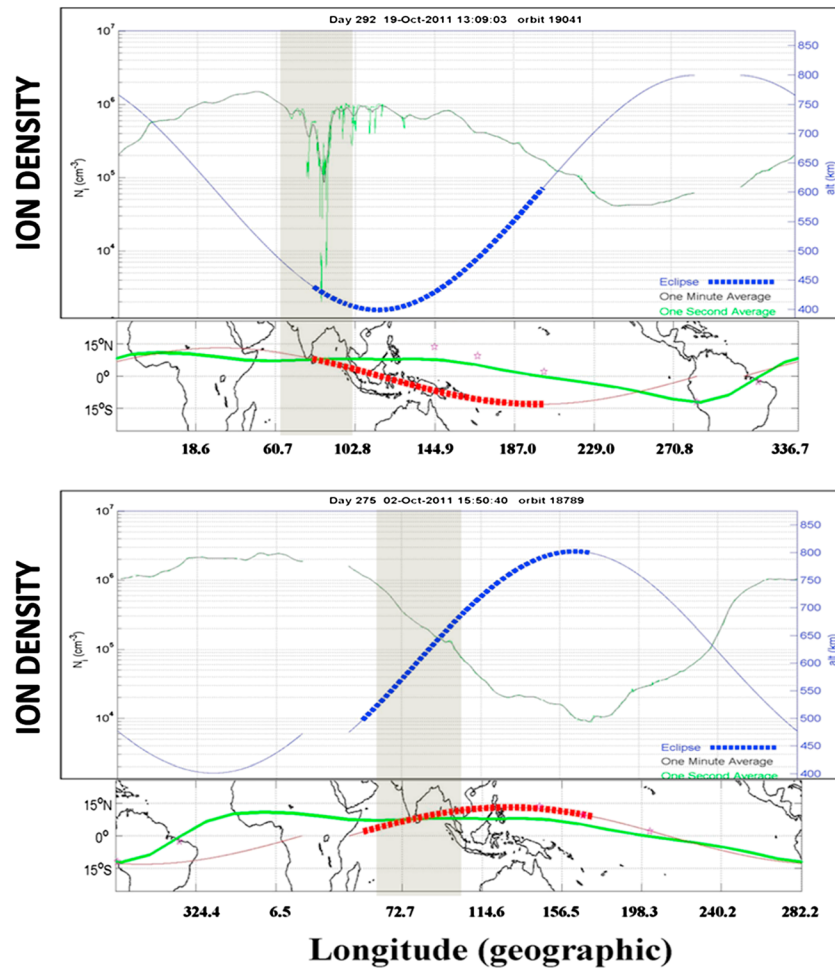 Day 292 19-Oct-2011 13:09:03 orbit 19041
ION DENSITY
Nᵢ (cm⁻³)
10⁷
10⁶
10⁵
10⁴
850
800
750
700
650
600
550
500
450
400
alt (km)
Eclipse
One Minute Average
One Second Average
15°N
0°
15°S
18.6 60.7 102.8 144.9 187.0 229.0 270.8 336.7
Day 275 02-Oct-2011 15:50:40 orbit 18789
ION DENSITY
Nᵢ (cm⁻³)
10⁷
10⁶
10⁵
10⁴
850
800
750
700
650
600
550
500
450
400
alt (km)
Eclipse
One Minute Average
One Second Average
15°N
0°
15°S
324.4 6.5 72.7 114.6 156.5 198.3 240.2 282.2
Longitude (geographic)